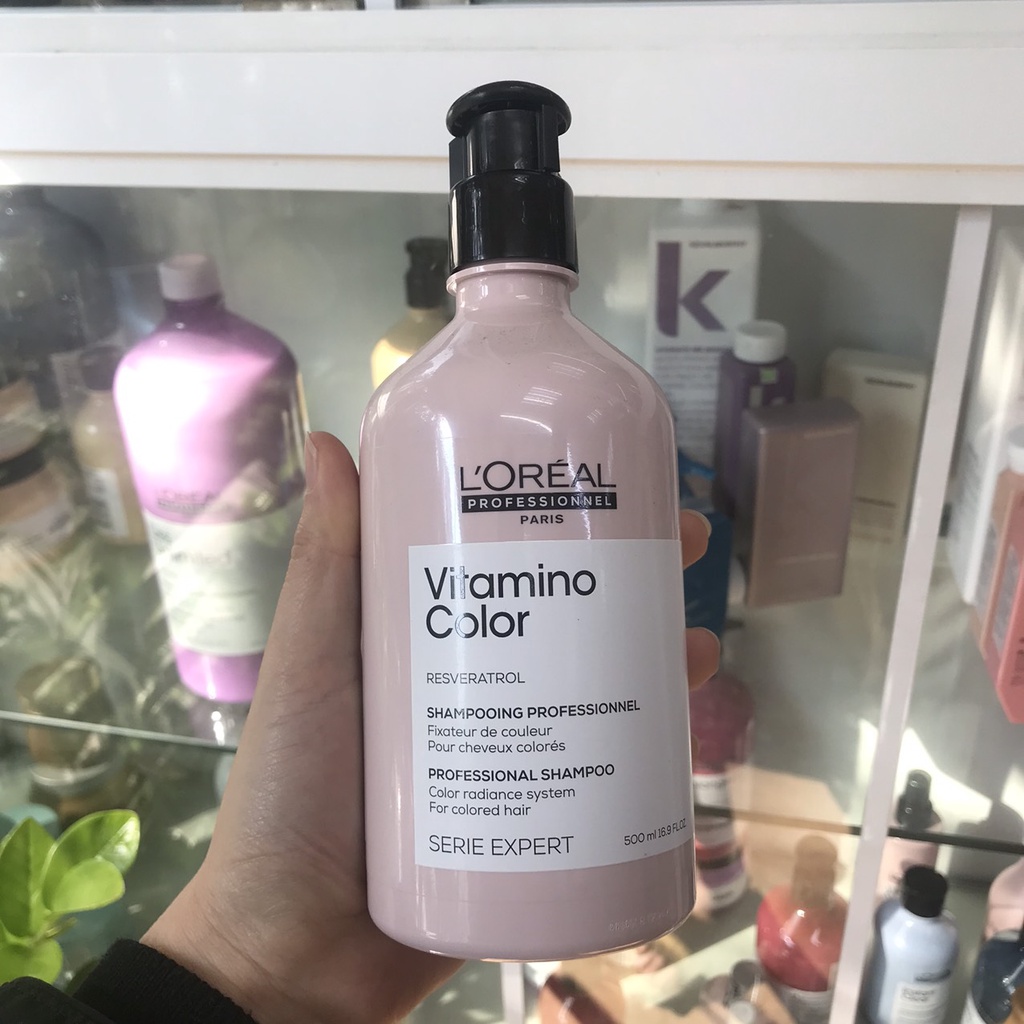 L'ORÉAL
PROFESSIONNEL
PARIS
Vitamino
Color
RESVERATROL
SHAMPOOING PROFESSIONNEL
Fixateur de couleur
Pour cheveux colorés
PROFESSIONAL SHAMPOO
Color radiance system
For colored hair
SERIE EXPERT
500 ml 16.9 FL.OZ
k